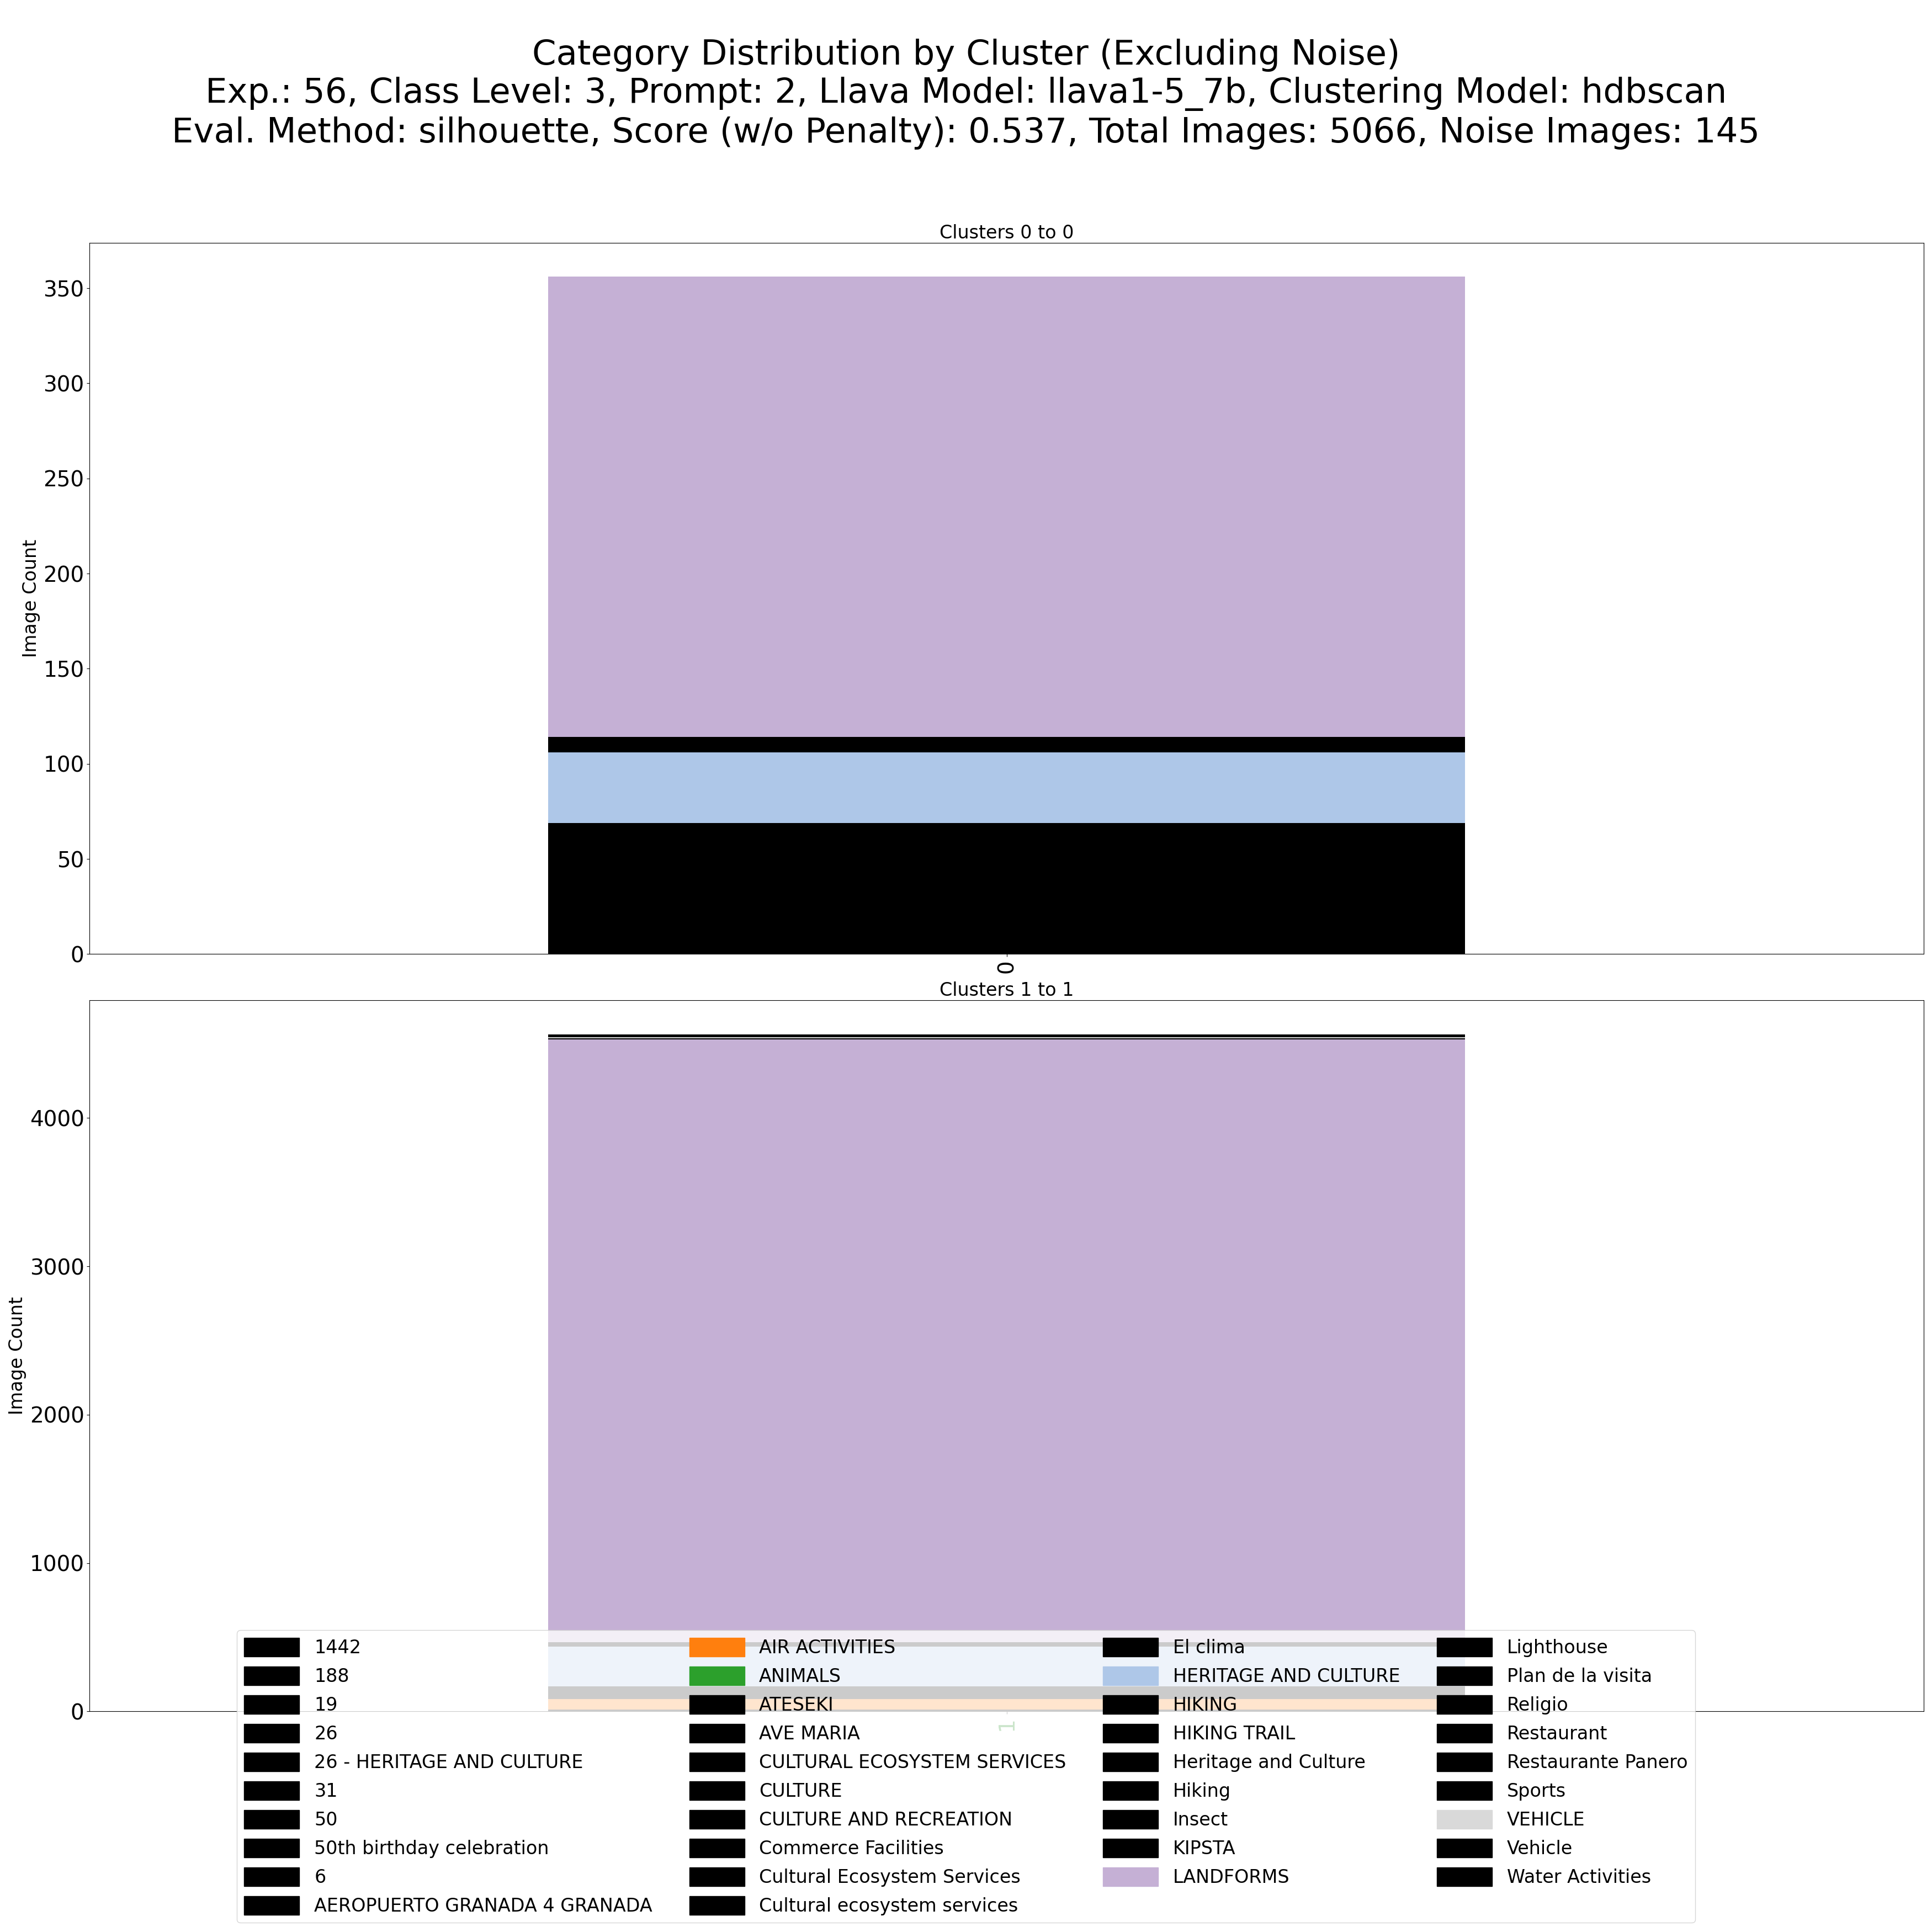 Category Distribution by Cluster (Excluding Noise)
Exp.: 56, Class Level: 3, Prompt: 2, Llava Model: llava1-5_7b, Clustering Model: hdbscan
Eval. Method: silhouette, Score (w/o Penalty): 0.537, Total Images: 5066, Noise Images: 145
Clusters 0 to 0
Image Count
350
300
250
200
150
100
50
0
0
Clusters 1 to 1
Image Count
4000
3000
2000
1000
0
1
1442
188
19
26
26 - HERITAGE AND CULTURE
31
50
50th birthday celebration
6
AEROPUERTO GRANADA 4 GRANADA
AIR ACTIVITIES
ANIMALS
ATESEKI
AVE MARIA
CULTURAL ECOSYSTEM SERVICES
CULTURE
CULTURE AND RECREATION
Commerce Facilities
Cultural Ecosystem Services
Cultural ecosystem services
El clima
HERITAGE AND CULTURE
HIKING
HIKING TRAIL
Heritage and Culture
Hiking
Insect
KIPSTA
LANDFORMS
Lighthouse
Plan de la visita
Religio
Restaurant
Restaurante Panero
Sports
VEHICLE
Vehicle
Water Activities